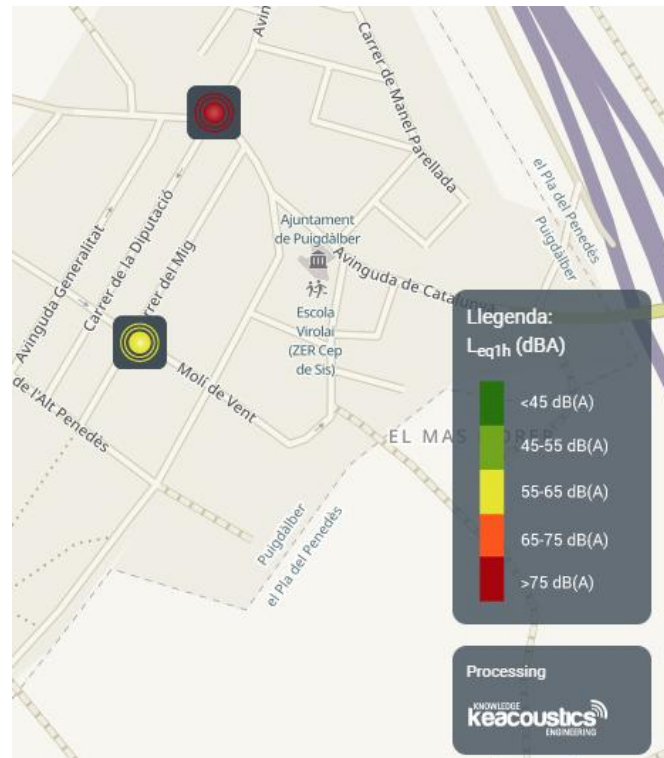 Avin
Carrer de Manel Parellada
el Pla del Penedès
Puigdàlber
Ajuntament
de Puigdàlber
Avinguda de Catalunya
Avinguda Generalitat
Carrer de la Diputació
rrer del Mig
Escola
Virolai
(ZER Cep
de Sis)
Molí de Vent
de l'Alt Penedès
Puigdàlber
el Pla del Penedès
Llegenda:
Leq1h (dBA)
<45 dB(A)
45-55 dB(A)
55-65 dB(A)
65-75 dB(A)
>75 dB(A)
EL MAS
Processing
KNOWLEDGE
keacoustics
ENGINEERING